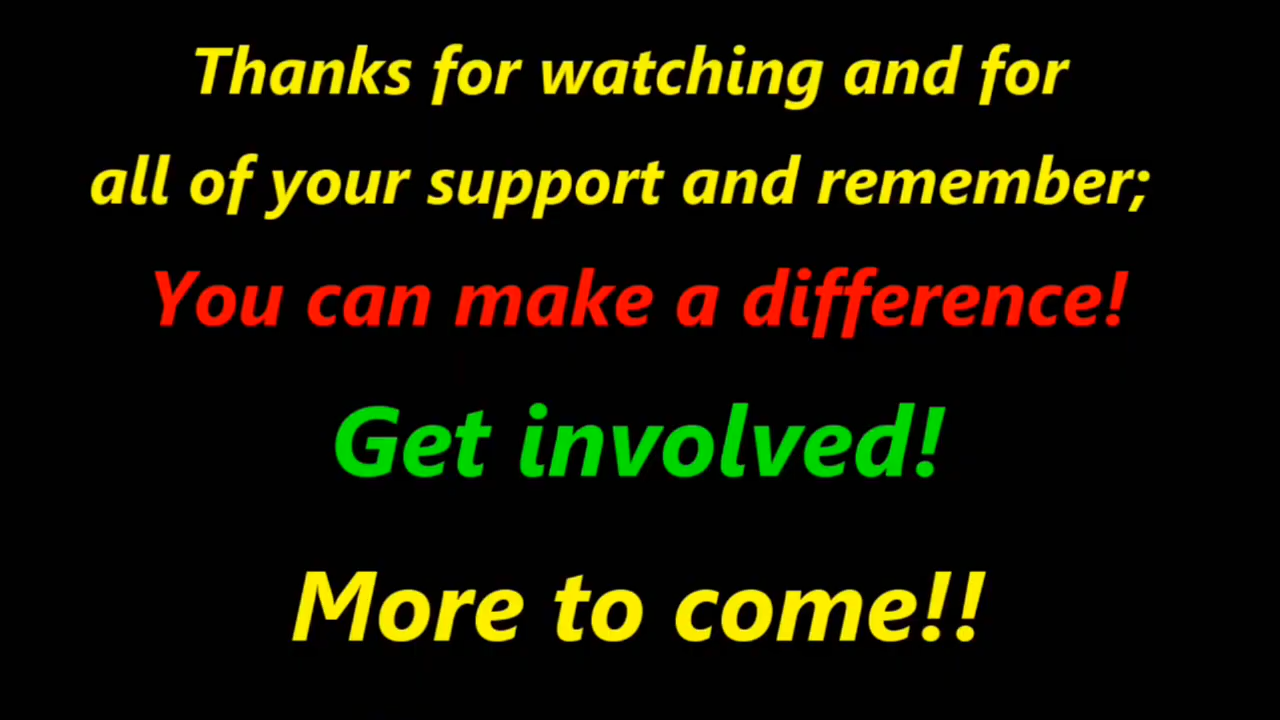 Thanks for watching and for
all of your support and remember;
You can make a difference!
Get involved!
More to come!!